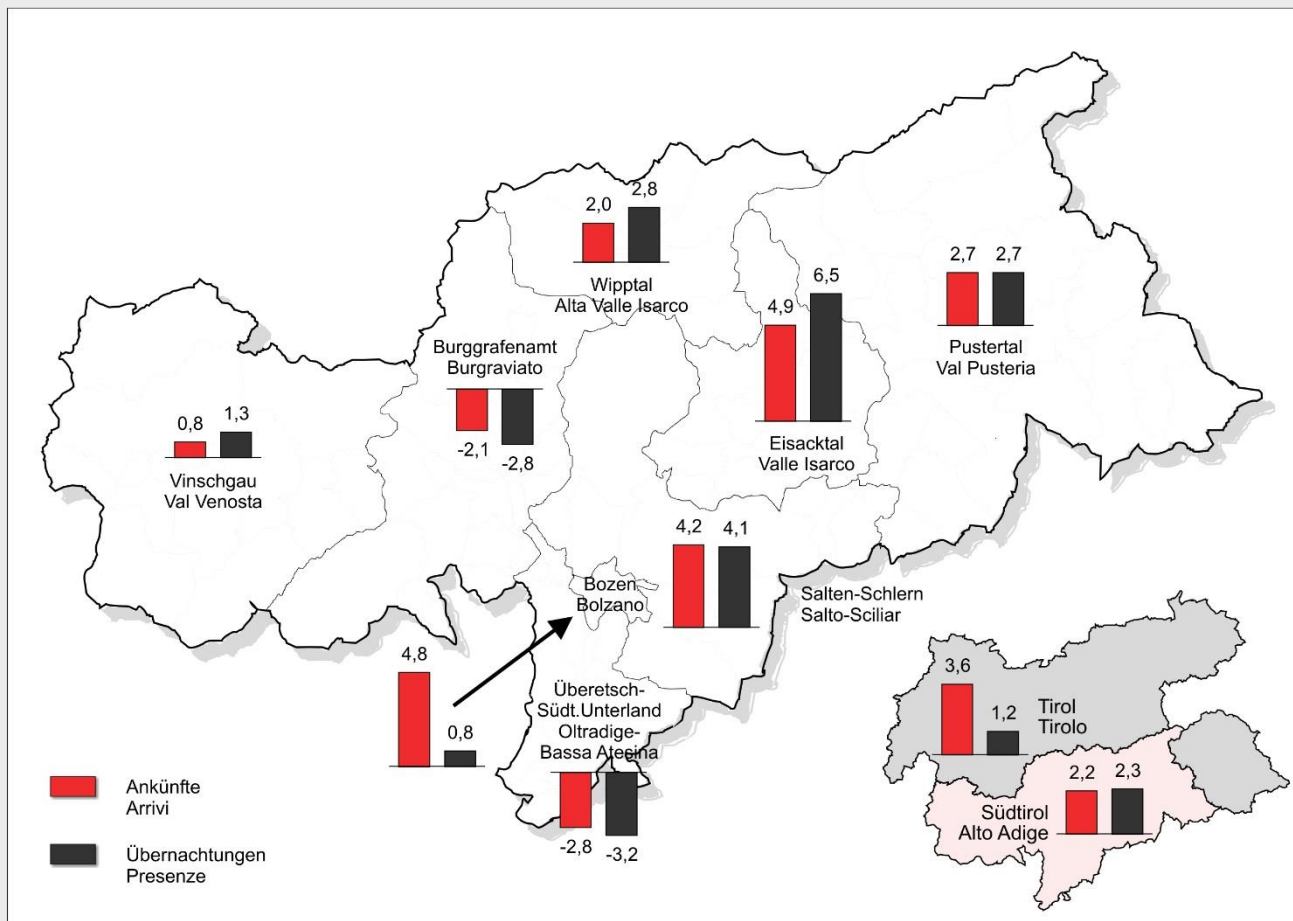 2,0
2,8
Wipptal
Alta Valle Isarco
4,9
6,5
Eisacktal
Valle Isarco
2,7
2,7
Pustertal
Val Pusteria
Burggrafenamt
Burgraviato
-2,1
-2,8
0,8
1,3
Vinschgau
Val Venosta
4,2
4,1
Salten-Schlern
Salto-Sciliar
Bozen
Bolzano
4,8
0,8
Überetsch-
Südt.Unterland
Oltradige-
Bassa Atesina
-2,8
-3,2
3,6
1,2
Tirol
Tirolo
2,2
2,3
Südtirol
Alto Adige
Ankünfte
Arrivi
Übernachtungen
Presenze